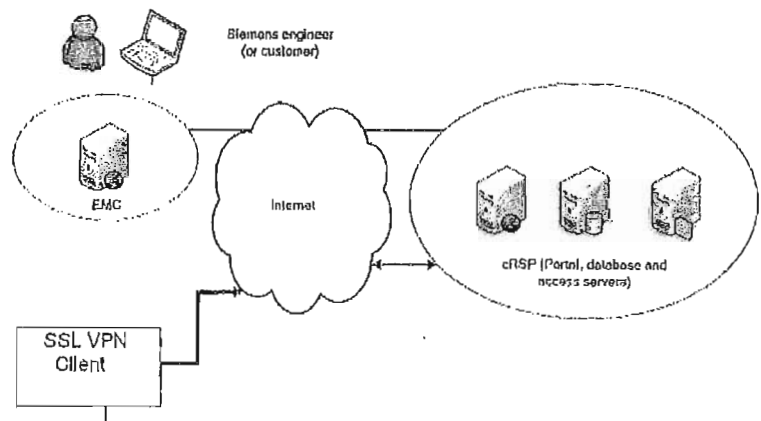 Siemens engineer
(or customer)
EMC
Internet
cRSP (Portal, database and
access servers)
SSL VPN
Client